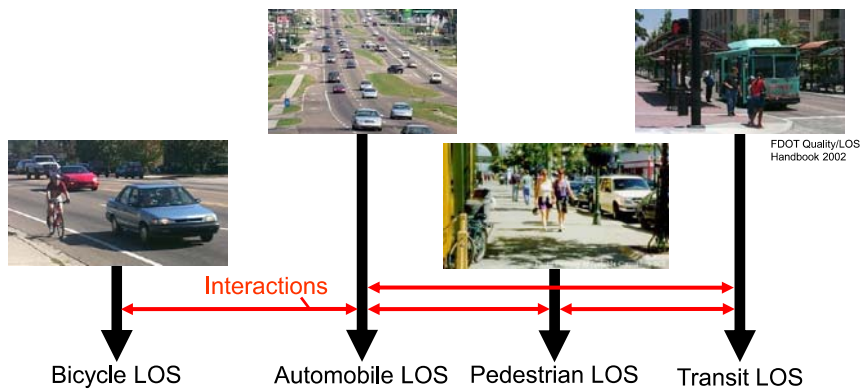 FDOT Quality/LOS
Handbook 2002
Interactions
Bicycle LOS
Automobile LOS
Pedestrian LOS
Transit LOS